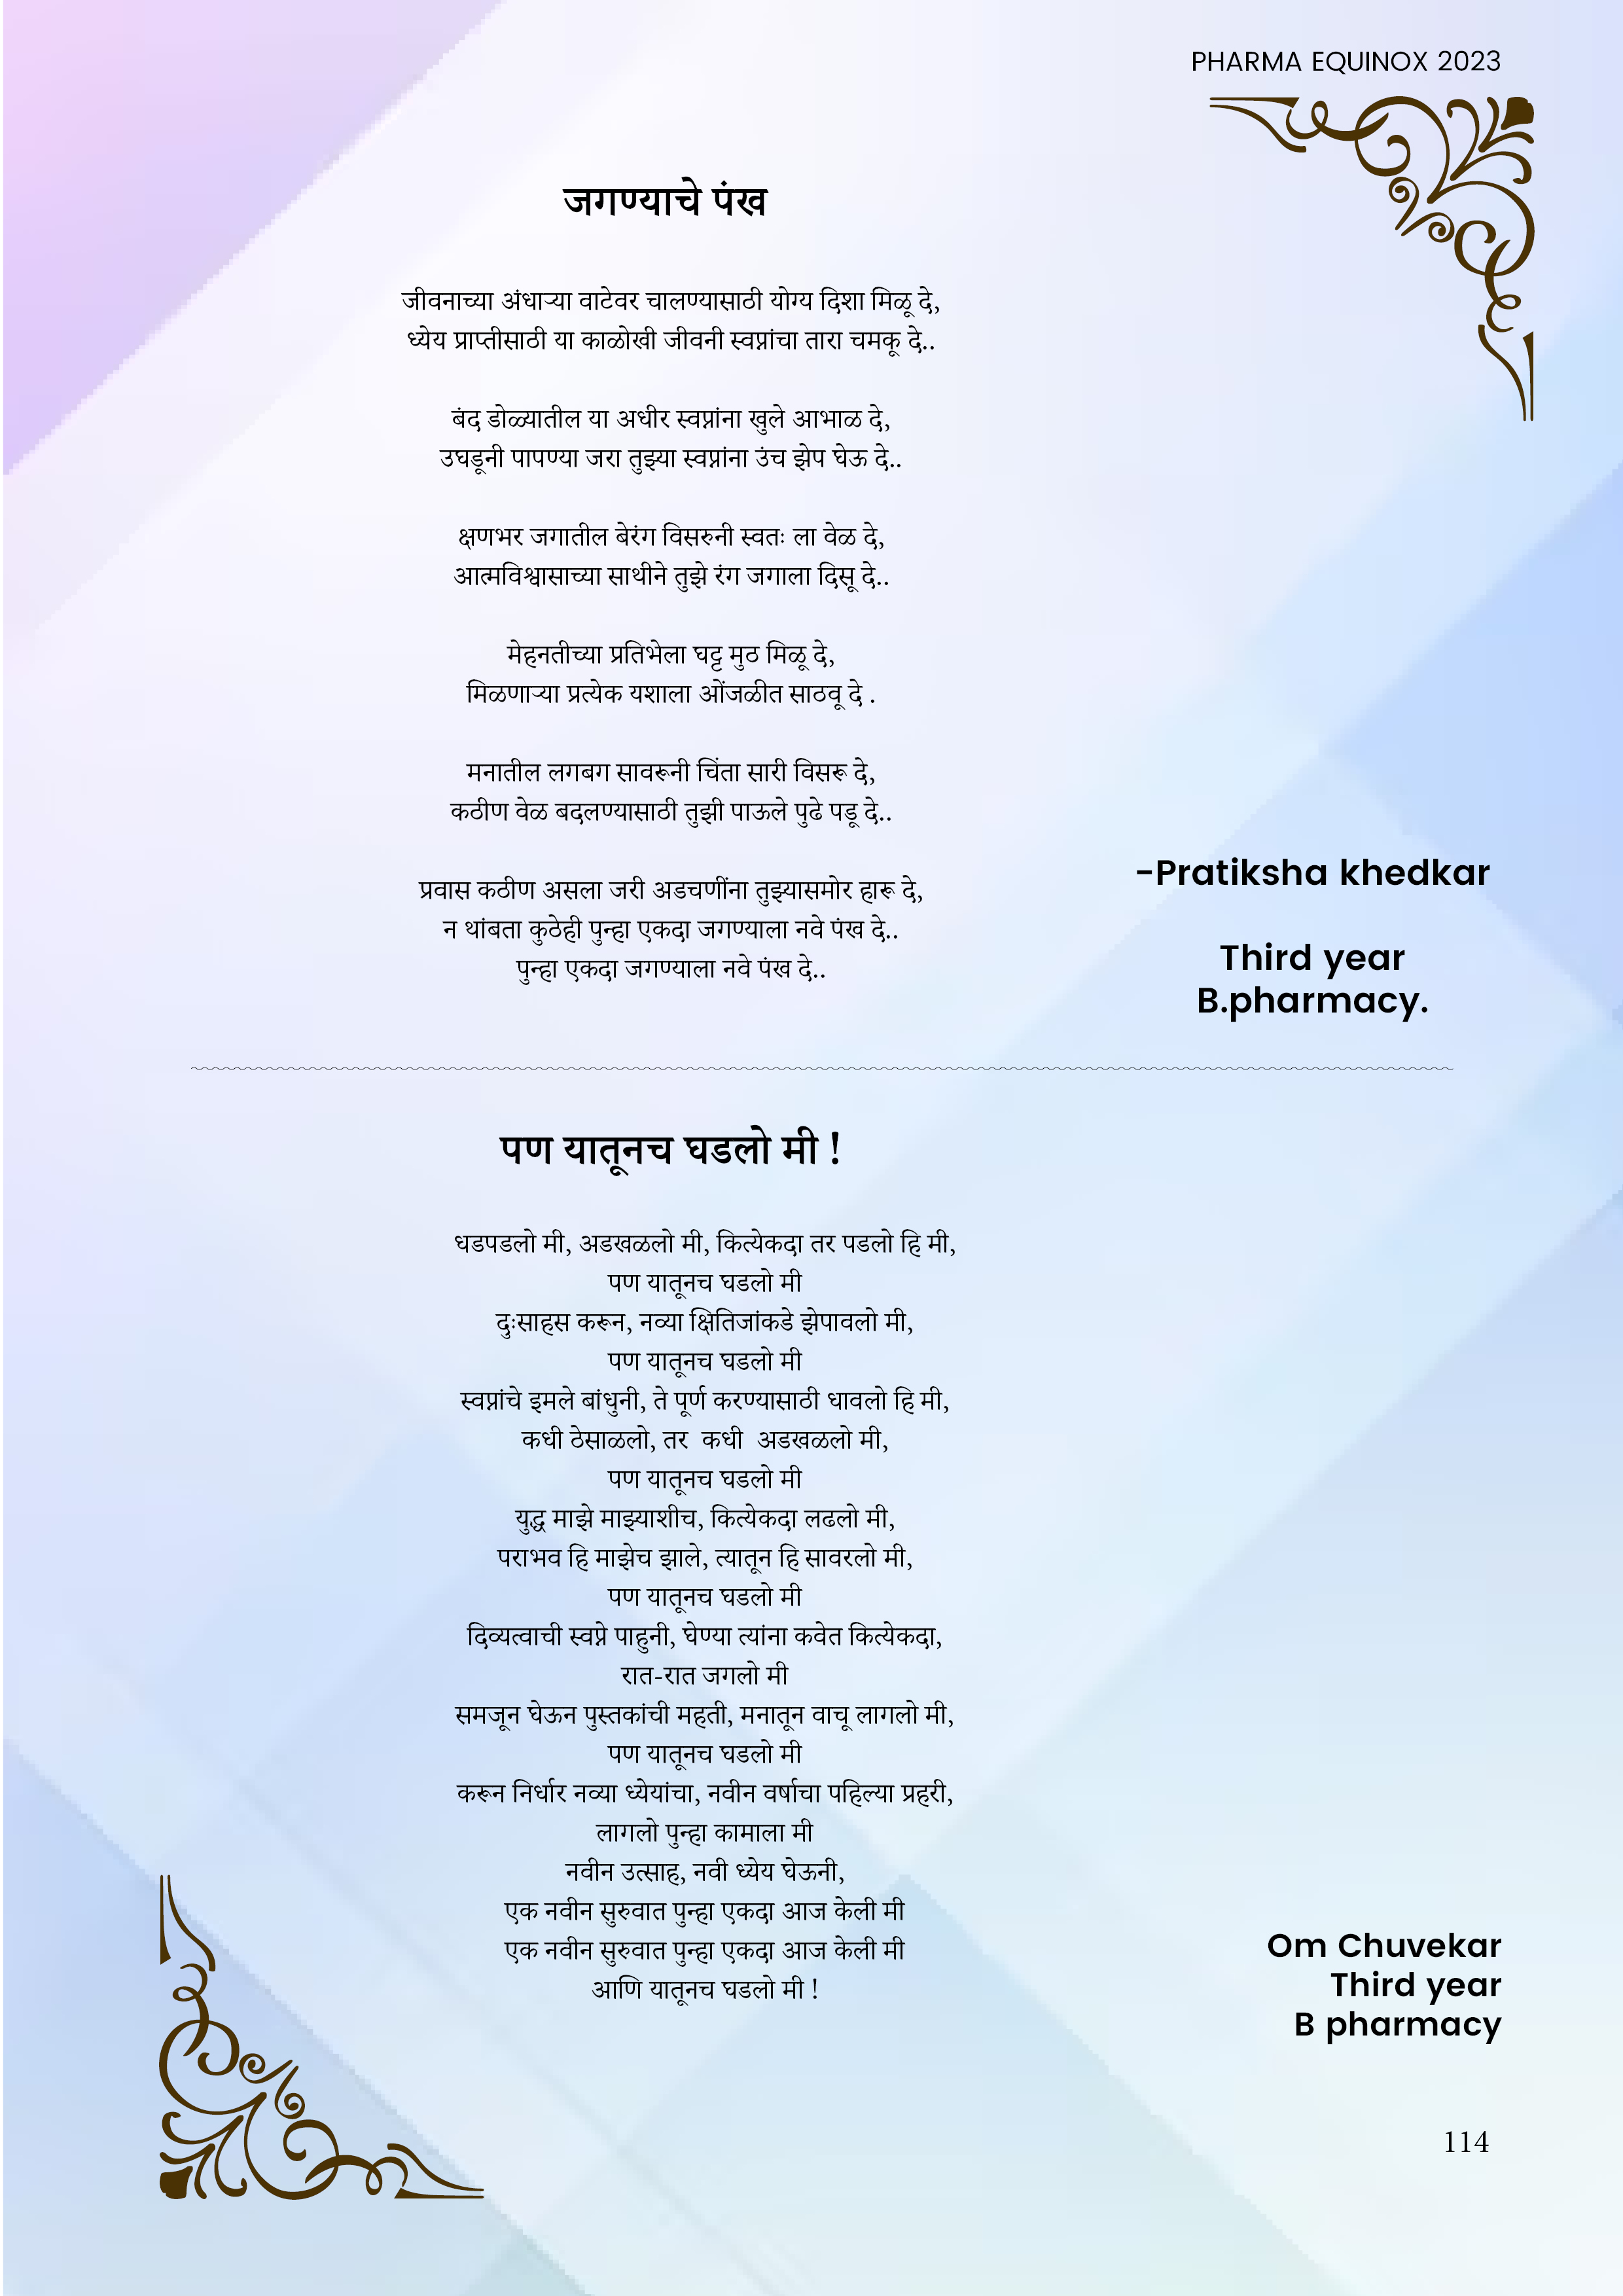 PHARMA EQUINOX 2023
जगण्याचे पंख
जीवनाच्या अंधाऱ्या वाटेवर चालण्यासाठी योग्य दिशा मिळू दे,
ध्येय प्राप्तीसाठी या काळोखी जीवनी स्वप्नांचा तारा चमकू दे..
बंद डोळ्यातील या अधीर स्वप्नांना खुले आभाळ दे,
उघडूनी पापण्या जरा तुझ्या स्वप्नांना उंच झेप घेऊ दे..
क्षणभर जगातील बेरंग विसरुनी स्वतः ला वेळ दे,
आत्मविश्वासाच्या साथीने तुझे रंग जगाला दिसू दे..
मेहनतीच्या प्रतिभेला घट्ट मुठ मिळू दे,
मिळणाऱ्या प्रत्येक यशाला ओंजळीत साठवू दे .
मनातील लगबग सावरूनी चिंता सारी विसरू दे,
कठीण वेळ बदलण्यासाठी तुझी पाऊले पुढे पडू दे..
प्रवास कठीण असला जरी अडचणींना तुझ्यासमोर हारू दे,
न थांबता कुठेही पुन्हा एकदा जगण्याला नवे पंख दे..
पुन्हा एकदा जगण्याला नवे पंख दे..
-Pratiksha khedkar
Third year
B.pharmacy.
पण यातूनच घडलो मी !
धडपडलो मी, अडखळलो मी, कित्येकदा तर पडलो हि मी,
पण यातूनच घडलो मी
दुःसाहस करून, नव्या क्षितिजांकडे झेपावलो मी,
पण यातूनच घडलो मी
स्वप्नांचे इमले बांधुनी, ते पूर्ण करण्यासाठी धावलो हि मी,
कधी ठेसाळलो, तर कधी अडखळलो मी,
पण यातूनच घडलो मी
युद्ध माझे माझ्याशीच, कित्येकदा लढलो मी,
पराभव हि माझेच झाले, त्यातून हि सावरलो मी,
पण यातूनच घडलो मी
दिव्यत्वाची स्वप्ने पाहुनी, घेण्या त्यांना कवेत कित्येकदा,
रात-रात जगलो मी
समजून घेऊन पुस्तकांची महती, मनातून वाचू लागलो मी,
पण यातूनच घडलो मी
करून निर्धार नव्या ध्येयांचा, नवीन वर्षाचा पहिल्या प्रहरी,
लागलो पुन्हा कामाला मी
नवीन उत्साह, नवी ध्येय घेऊनी,
एक नवीन सुरुवात पुन्हा एकदा आज केली मी
एक नवीन सुरुवात पुन्हा एकदा आज केली मी
आणि यातूनच घडलो मी !
Om Chuvekar
Third year
B pharmacy
114